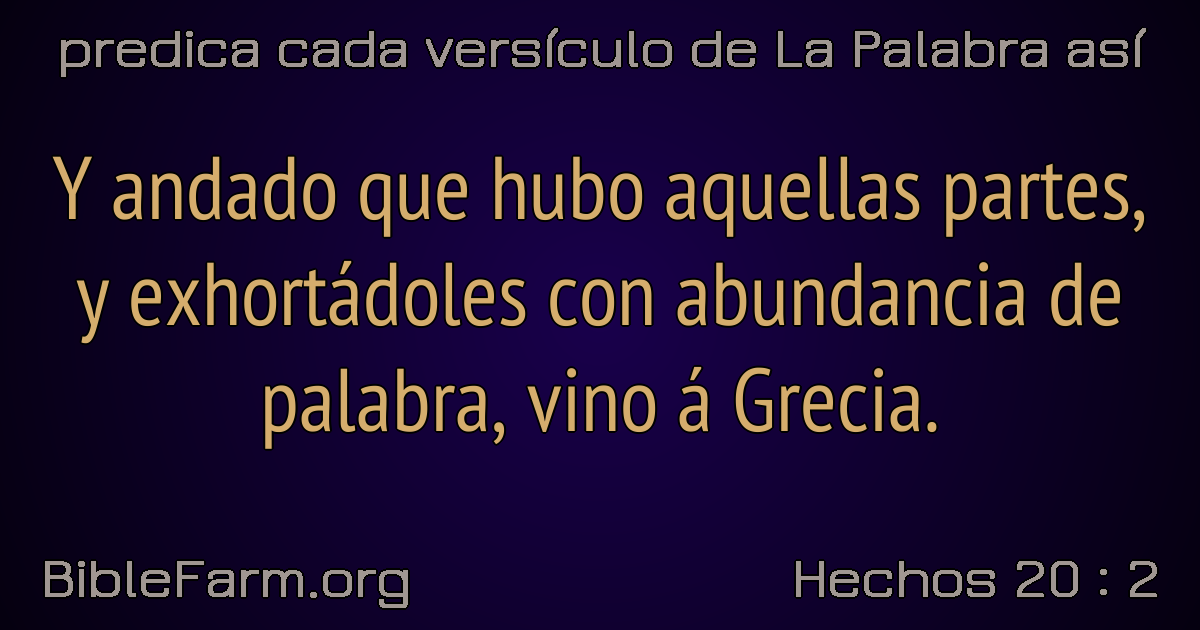 predica cada versículo de La Palabra así
Y andado que hubo aquellas partes,
y exhortádoles con abundancia de
palabra, vino á Grecia.
BibleFarm.org
Hechos 20 : 2